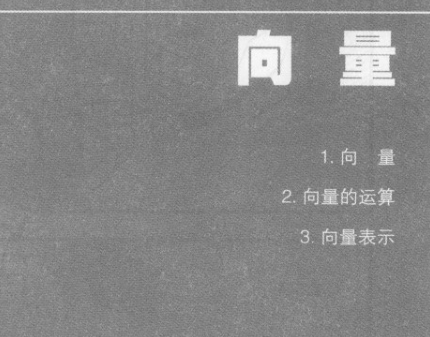 向 量
1. 向 量
2. 向量的运算
3. 向量表示